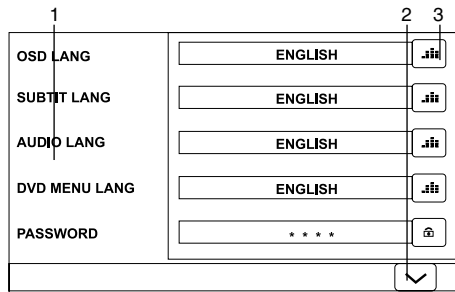 1 2 3
OSD LANG ENGLISH
SUBTIT LANG ENGLISH
AUDIO LANG ENGLISH
DVD MENU LANG ENGLISH
PASSWORD * * * *